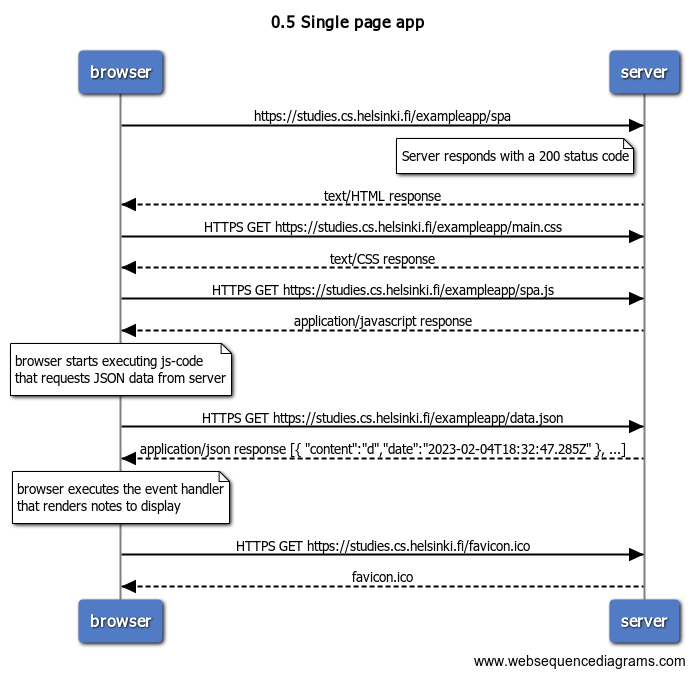 0.5 Single page app
browser
server
https://studies.cs.helsinki.fi/exampleapp/spa
Server responds with a 200 status code
text/HTML response
HTTPS GET https://studies.cs.helsinki.fi/exampleapp/main.css
text/CSS response
HTTPS GET https://studies.cs.helsinki.fi/exampleapp/spa.js
application/javascript response
browser starts executing js-code
that requests JSON data from server
HTTPS GET https://studies.cs.helsinki.fi/exampleapp/data.json
application/json response [{ "content":"d","date":"2023-02-04T18:32:47.285Z" }, ...]
browser executes the event handler
that renders notes to display
HTTPS GET https://studies.cs.helsinki.fi/favicon.ico
favicon.ico
browser
server
www.websequencediagrams.com